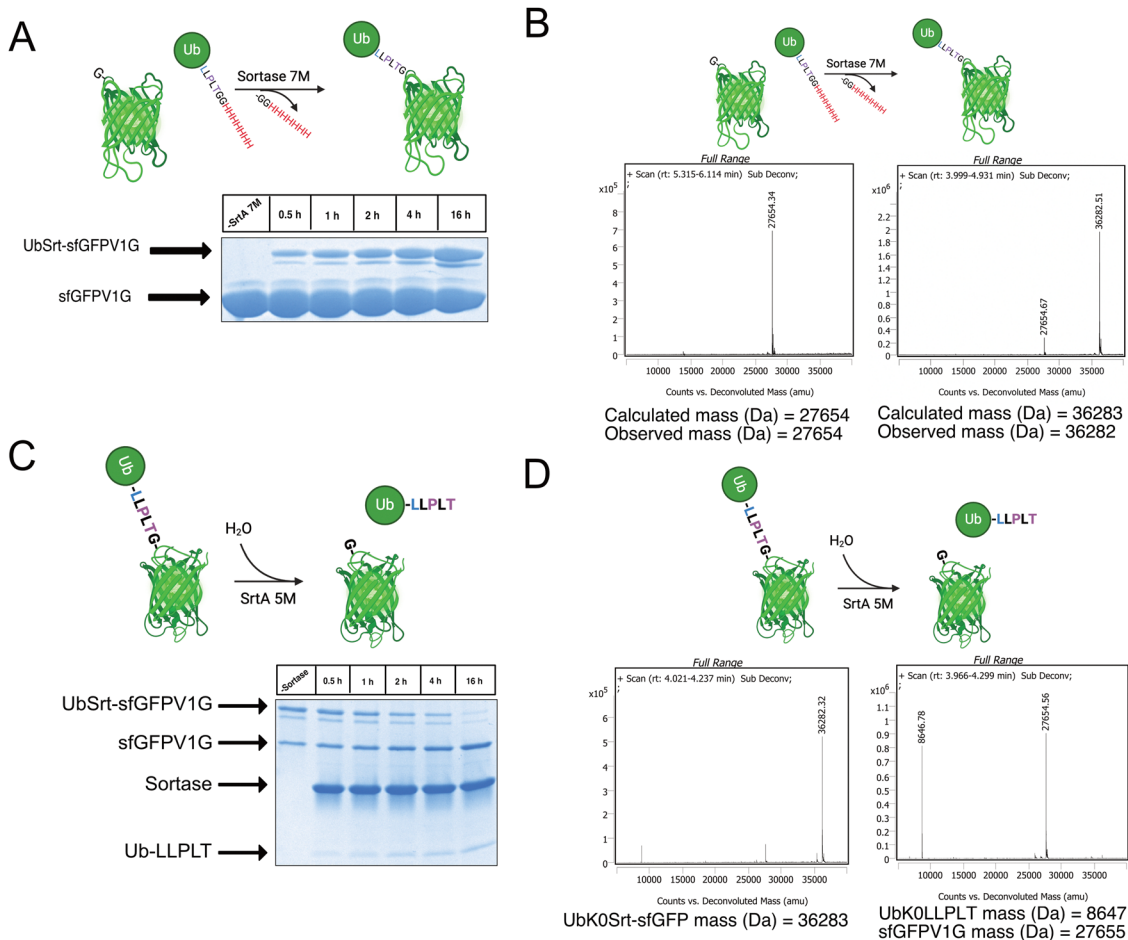 A
Ub
G-
LLPLTGGHHHHHHH
Sortase 7M
-GGHHHHHHH
Ub
LLPLTG
-SrtA 7M
0.5 h
1 h
2 h
4 h
16 h
UbSrt-sfGFPV1G
sfGFPV1G
B
Ub
G-
LLPLTGGHHHHHHH
Sortase 7M
-GGHHHHHHH
Ub
LLPLTG
Full Range
+ Scan (rt: 5.315-6.114 min) Sub Deconv;
;
x10⁵
8
7
6
5
4
3
2
1
0
27654.34
10000 15000 20000 25000 30000 35000
Counts vs. Deconvoluted Mass (amu)
Calculated mass (Da) = 27654
Observed mass (Da) = 27654
Full Range
+ Scan (rt: 3.999-4.931 min) Sub Deconv;
;
x10⁶
2.2
2
1.8
1.6
1.4
1.2
1
0.8
0.6
0.4
0.2
0
27654.67
36282.51
10000 15000 20000 25000 30000 35000
Counts vs. Deconvoluted Mass (amu)
Calculated mass (Da) = 36283
Observed mass (Da) = 36282
C
Ub
-LLPLTG-
H₂O
SrtA 5M
Ub -LLPLT
G
-Sortase
0.5 h
1 h
2 h
4 h
16 h
UbSrt-sfGFPV1G
sfGFPV1G
Sortase
Ub-LLPLT
D
Ub
-LLPLTG-
H₂O
SrtA 5M
Ub -LLPLT
G
Full Range
+ Scan (rt: 4.021-4.237 min) Sub Deconv;
;
x10⁵
7
6
5
4
3
2
1
0
36282.32
10000 15000 20000 25000 30000 35000
Counts vs. Deconvoluted Mass (amu)
UbK0Srt-sfGFP mass (Da) = 36283
Full Range
+ Scan (rt: 3.966-4.299 min) Sub Deconv;
;
x10⁶
1.1
1
0.9
0.8
0.7
0.6
0.5
0.4
0.3
0.2
0.1
0
8646.78
27654.56
10000 15000 20000 25000 30000 35000
Counts vs. Deconvoluted Mass (amu)
UbK0LLPLT mass (Da) = 8647
sfGFPV1G mass (Da) = 27655